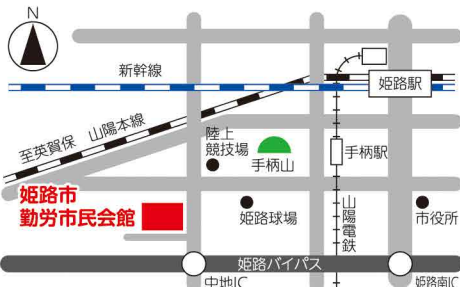 N
新幹線
姫路駅
至英賀保 山陽本線
陸上
競技場
手柄山
手柄駅
姫路市
勤労市民会館
姫路球場
山陽電鉄
市役所
姫路バイパス
中地IC
姫路南IC